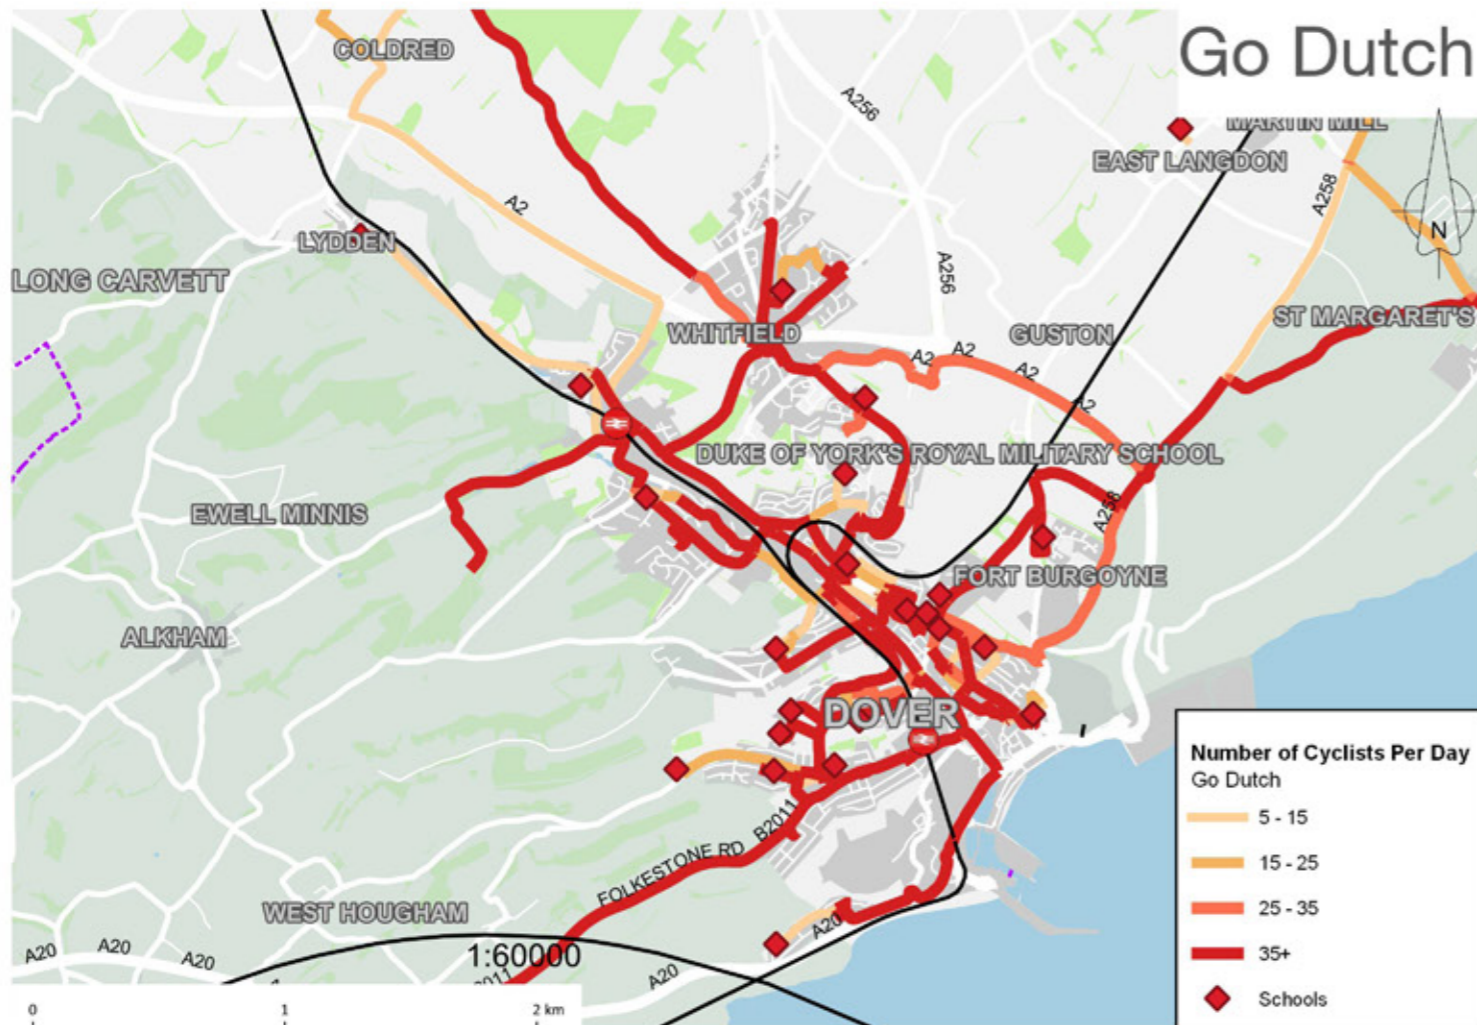 Go Dutch
COLDRED
A256
MARTIN MILL
EAST LANGDON
A258
A2
N
LYDDEN
LONG CARVETT
A256
WHITFIELD
GUSTON
ST MARGARET'S
A2
A2
A2
A2
DUKE OF YORK'S ROYAL MILITARY SCHOOL
A258
EWELL MINNIS
FORT BURGOYNE
ALKHAM
DOVER
B2011
FOLKESTONE RD
WEST HOUGHAM
A20
A20
A20
A20
A20
1:60000
2011
0 1 2 km
Number of Cyclists Per Day
Go Dutch
5 - 15
15 - 25
25 - 35
35+
Schools